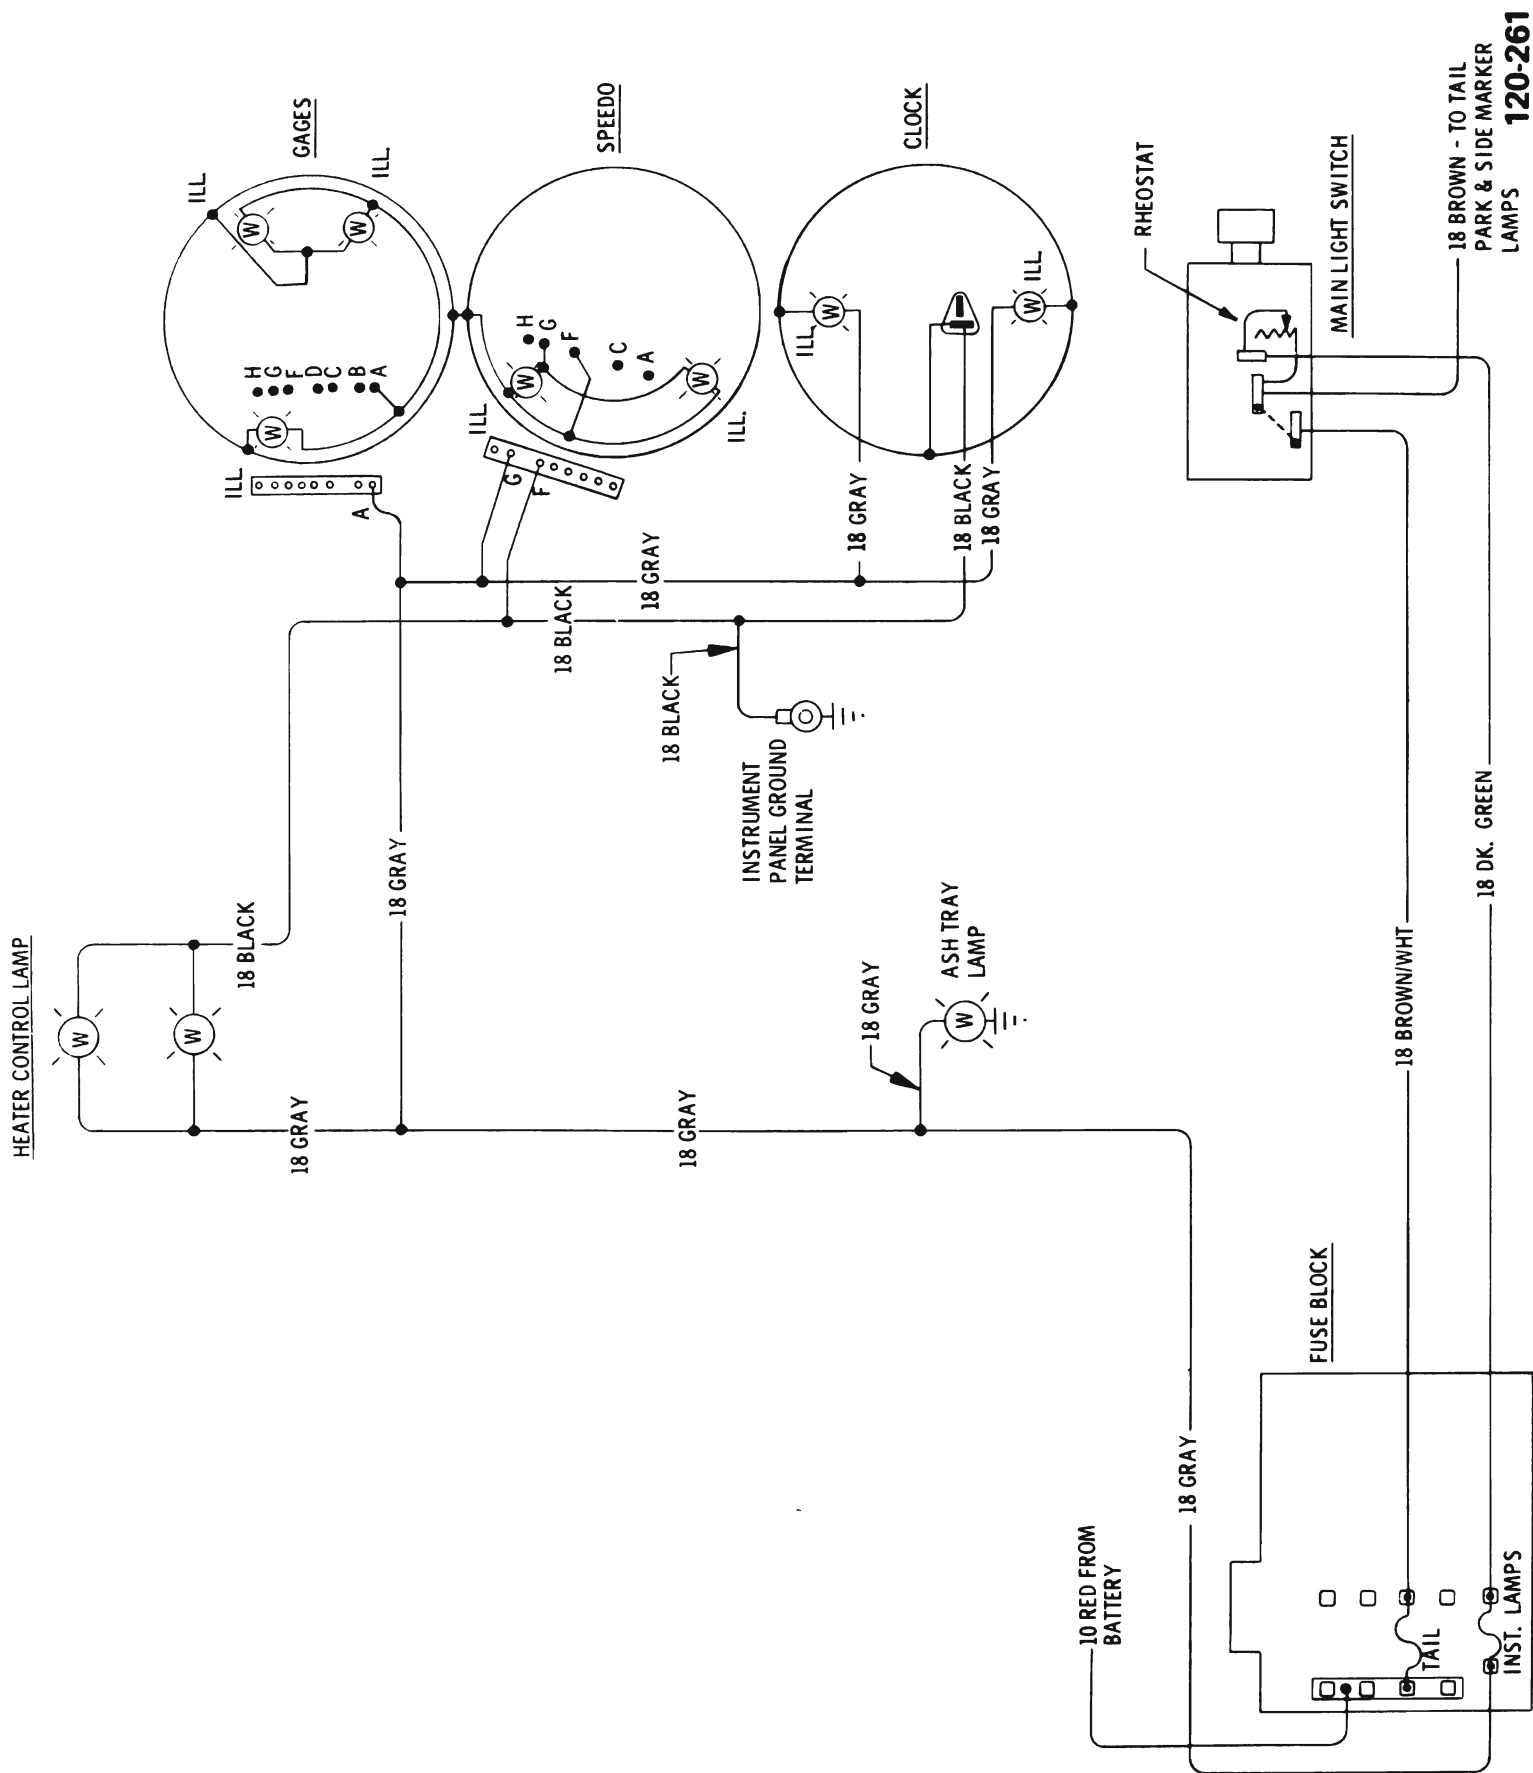 HEATER CONTROL LAMP
W
W
18 BLACK
18 GRAY
18 GRAY
GAGES
ILL.
ILL.
W
W
H
G
F
D
C
B
A
W
ILL.
A
SPEEDO
H
G
F
C
A
W
W
ILL.
ILL.
G
F
18 GRAY
18 BLACK
CLOCK
W
ILL.
W
ILL.
18 GRAY
18 BLACK
18 GRAY
18 BLACK
INSTRUMENT
PANEL GROUND
TERMINAL
18 GRAY
18 GRAY
ASH TRAY
LAMP
W
RHEOSTAT
MAIN LIGHT SWITCH
18 BROWN - TO TAIL
PARK & SIDE MARKER
LAMPS
120-261
18 BROWN/WHT
18 DK. GREEN
18 GRAY
10 RED FROM
BATTERY
FUSE BLOCK
TAIL
INST. LAMPS